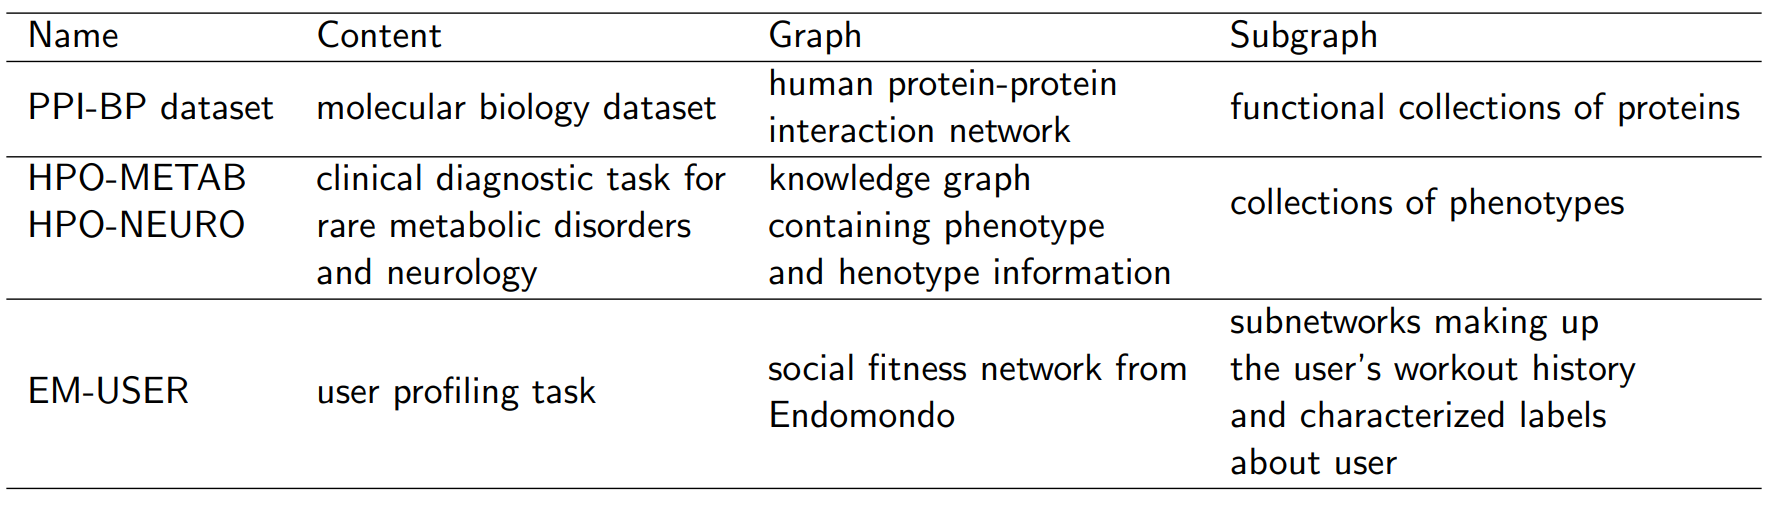 Name Content Graph Subgraph
PPI-BP dataset molecular biology dataset human protein-protein
interaction network functional collections of proteins
HPO-METAB
HPO-NEURO
clinical diagnostic task for
rare metabolic disorders
and neurology
knowledge graph
containing phenotype
and henotype information
collections of phenotypes
EM-USER
user profiling task
social fitness network from
Endomondo
subnetworks making up
the user's workout history
and characterized labels
about user